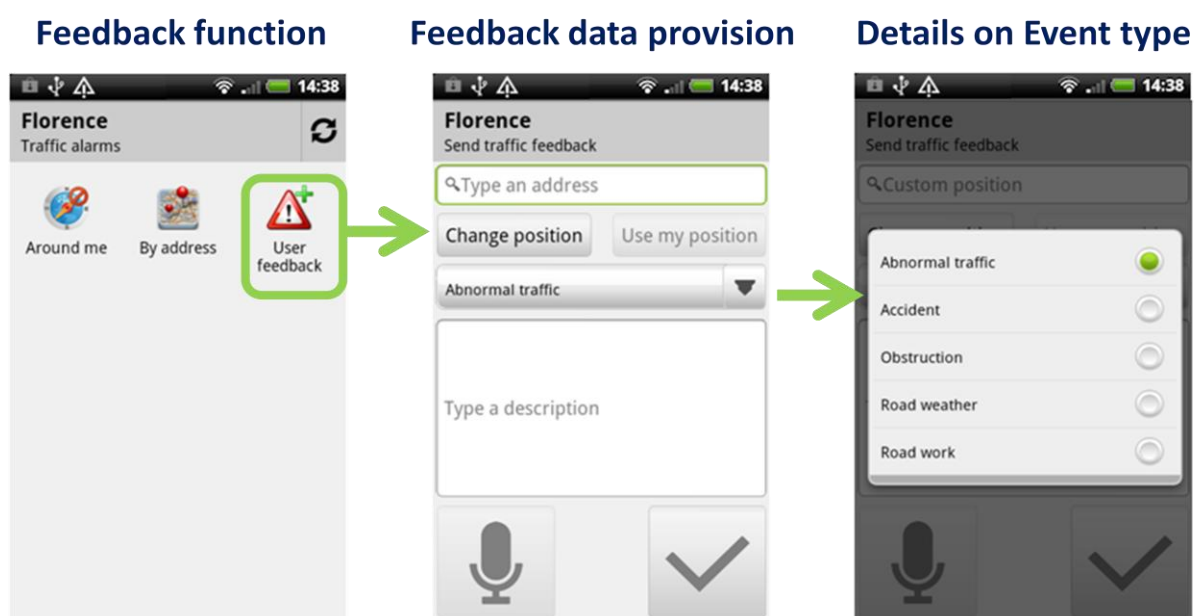 Feedback function
14:38
Florence
Traffic alarms
Around me
By address
User
feedback
Feedback data provision
14:38
Florence
Send traffic feedback
Type an address
Change position
Use my position
Abnormal traffic
Type a description
Details on Event type
14:38
Florence
Send traffic feedback
Custom position
Abnormal traffic
Accident
Obstruction
Road weather
Road work